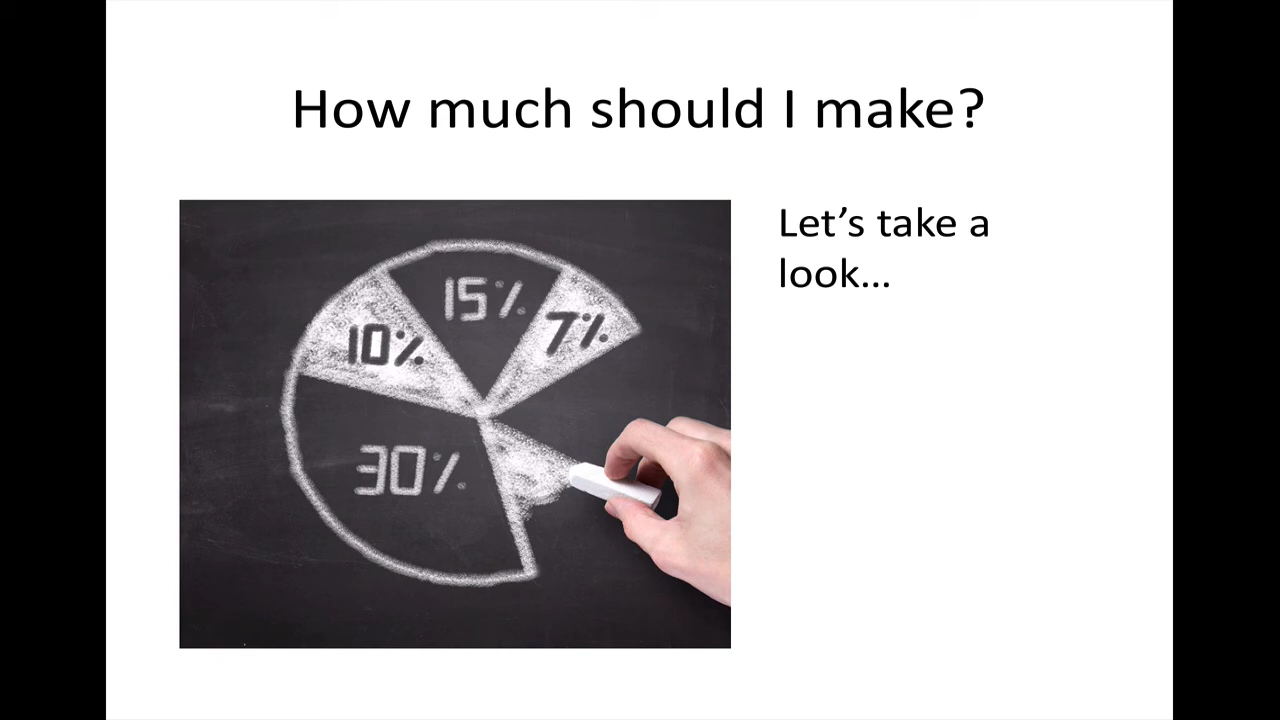 How much should I make?
Let’s take a
look…
15%
7%
10%
30%